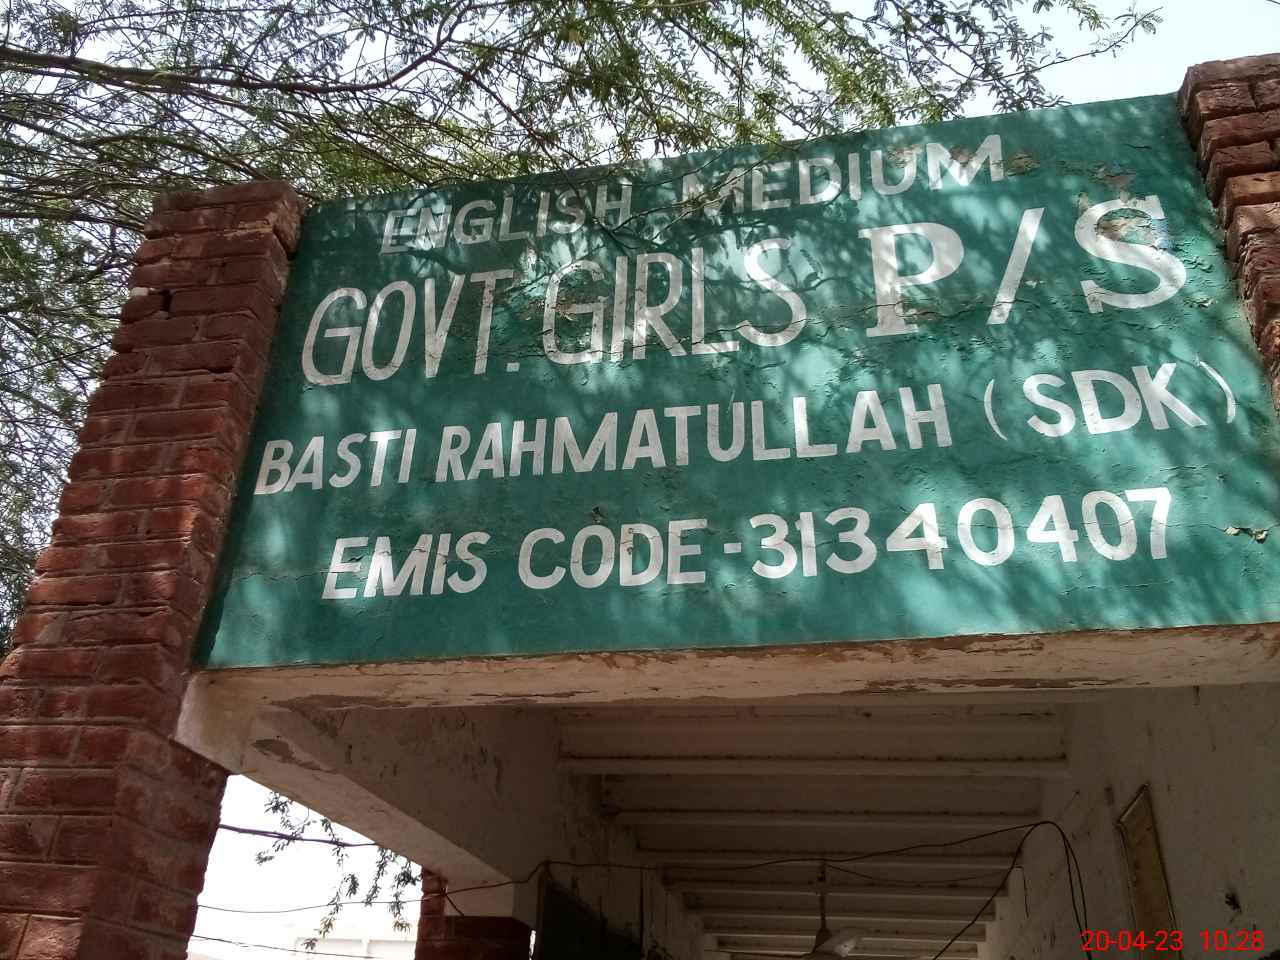 ENGLISH MEDIUM
GOVT. GIRLS P/S
BASTI RAHMATULLAH (SDK)
EMIS CODE - 31340407
20-04-23 10:28